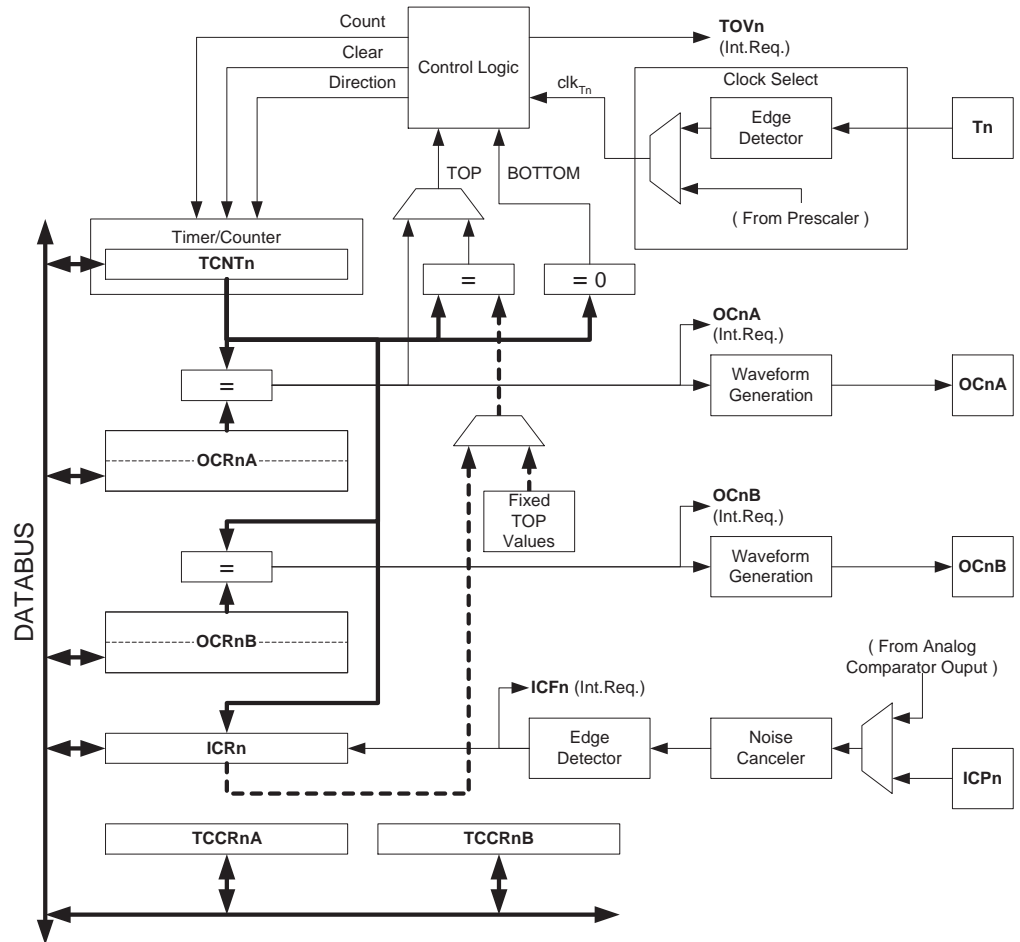 Count
Clear
Direction
Control Logic
TOVn
(Int.Req.)
clkTn
Clock Select
Edge
Detector
Tn
( From Prescaler )
TOP
BOTTOM
Timer/Counter
TCNTn
=
= 0
OCnA
(Int.Req.)
=
Waveform
Generation
OCnA
OCRnA
Fixed
TOP
Values
OCnB
(Int.Req.)
=
Waveform
Generation
OCnB
DATABUS
OCRnB
( From Analog
Comparator Ouput )
ICFn (Int.Req.)
ICRn
Edge
Detector
Noise
Canceler
ICPn
TCCRnA
TCCRnB